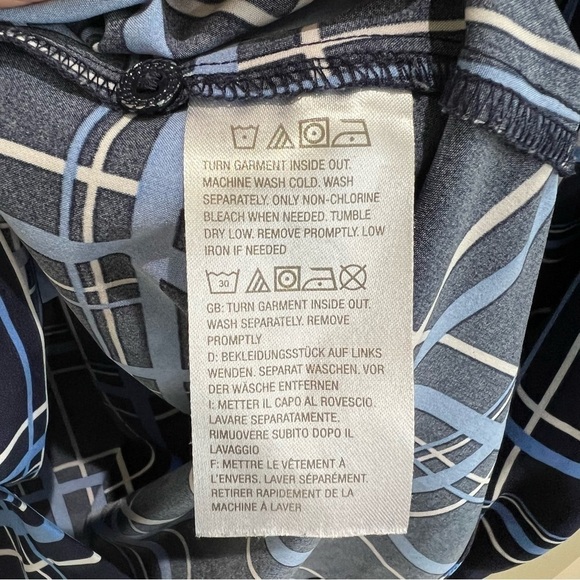 TURN GARMENT INSIDE OUT.
MACHINE WASH COLD. WASH
SEPARATELY. ONLY NON-CHLORINE
BLEACH WHEN NEEDED. TUMBLE
DRY LOW. REMOVE PROMPTLY. LOW
IRON IF NEEDED
30
GB: TURN GARMENT INSIDE OUT.
WASH SEPARATELY. REMOVE
PROMPTLY
D: BEKLEIDUNGSSTÜCK AUF LINKS
WENDEN. SEPARAT WASCHEN. VOR
DER WÄSCHE ENTFERNEN
I: METTER IL CAPO AL ROVESCIO.
LAVARE SEPARATAMENTE.
RIMUOVERE SUBITO DOPO IL
LAVAGGIO
F: METTRE LE VÊTEMENT À
L'ENVERS. LAVER SÉPARÉMENT.
RETIRER RAPIDEMENT DE LA
MACHINE À LAVER